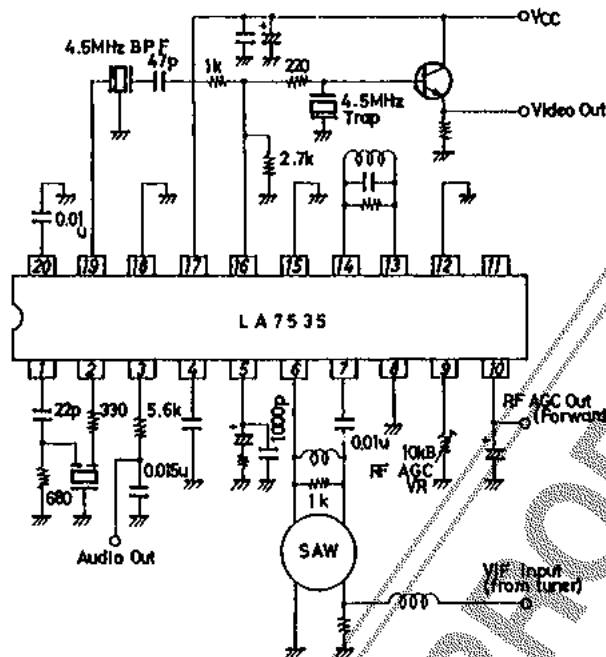 VCC
4.5MHz BPF
47p
1k
220
4.5MHz
Trap
Video Out
2.7k
0.01
u
20 19 18 17 16 15 14 13 12 11
LA7535
1 2 3 4 5 6 7 8 9 10
22p
330
5.6k
1000p
0.01u
10kB
RF AGC
VR
RF AGC Out
(Forward)
680
0.015u
1k
Audio Out
SAW
VIF Input
(from tuner)
PROF